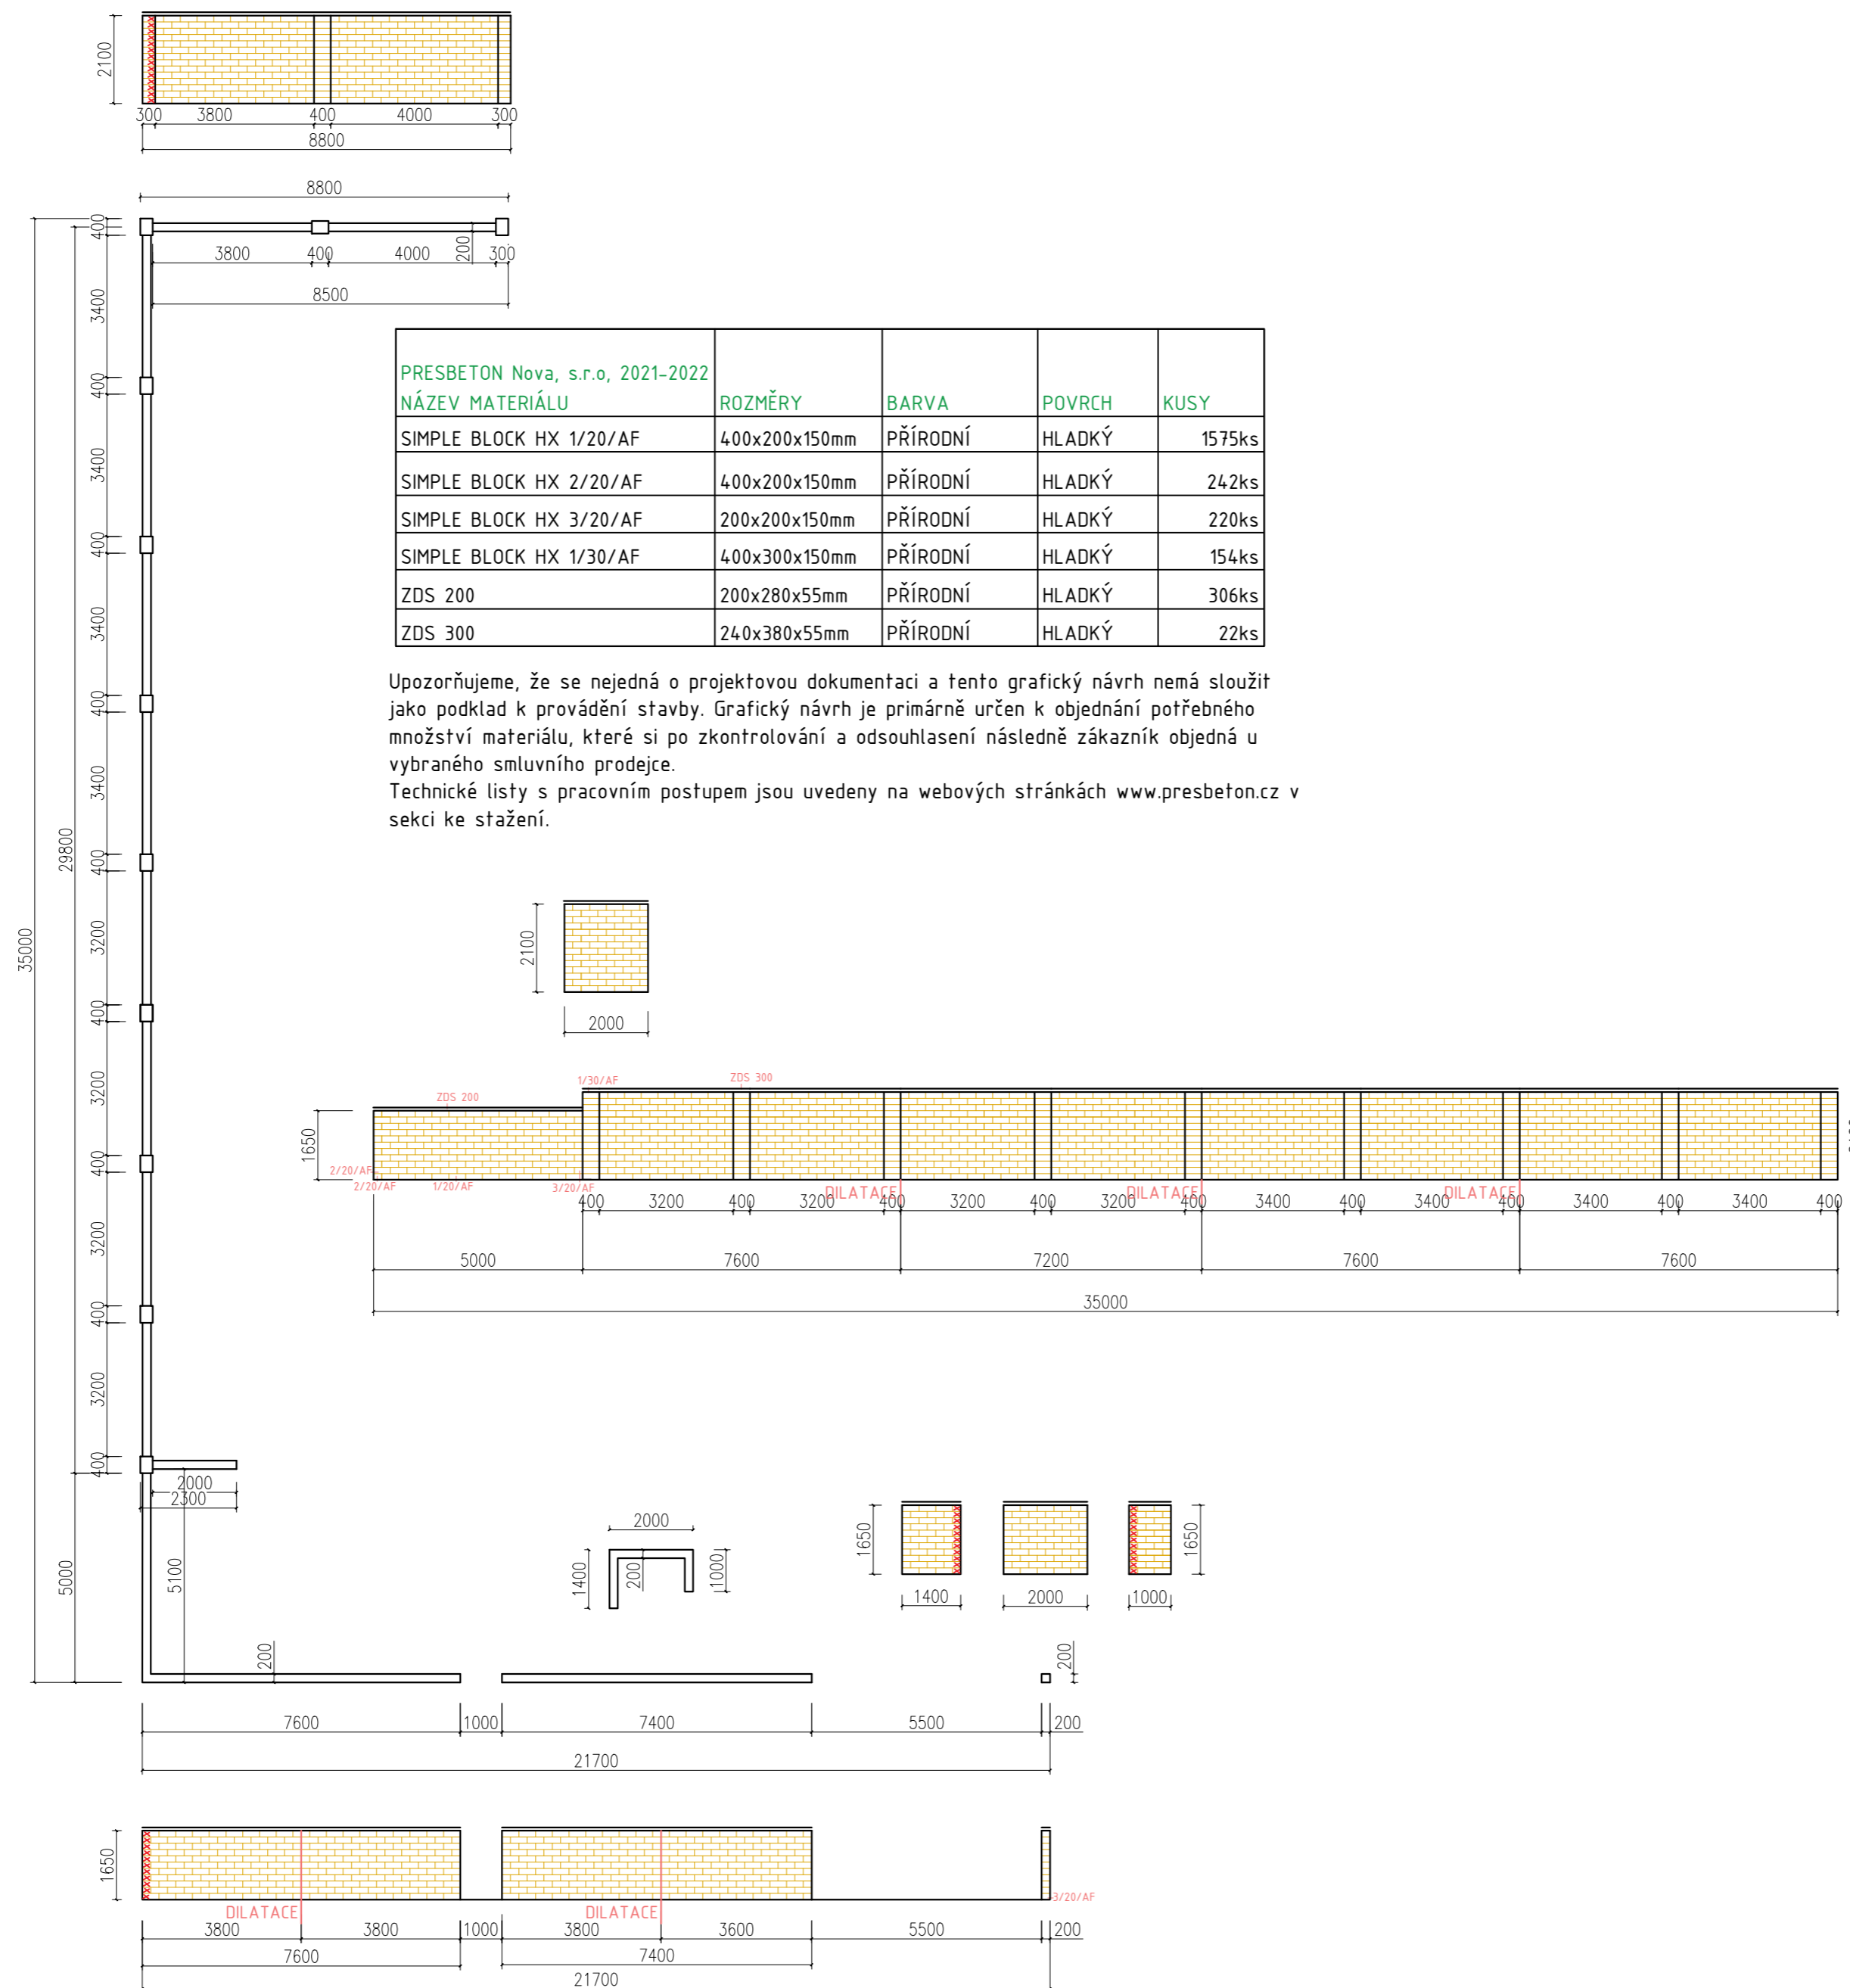 2100
300 3800 400 4000 300
8800
8800
400
3800 400 4000 200 300
8500
3400
400
3400
400
3400
400
3400
400
3200
400
3200
400
3200
400
3200
400
29800
35000
5000
PRESBETON Nova, s.r.o, 2021-2022
NÁZEV MATERIÁLU ROZMĚRY BARVA POVRCH KUSY
SIMPLE BLOCK HX 1/20/AF 400x200x150mm PŘÍRODNÍ HLADKÝ 1575ks
SIMPLE BLOCK HX 2/20/AF 400x200x150mm PŘÍRODNÍ HLADKÝ 242ks
SIMPLE BLOCK HX 3/20/AF 200x200x150mm PŘÍRODNÍ HLADKÝ 220ks
SIMPLE BLOCK HX 1/30/AF 400x300x150mm PŘÍRODNÍ HLADKÝ 154ks
ZDS 200 200x280x55mm PŘÍRODNÍ HLADKÝ 306ks
ZDS 300 240x380x55mm PŘÍRODNÍ HLADKÝ 22ks
Upozorňujeme, že se nejedná o projektovou dokumentaci a tento grafický návrh nemá sloužit
jako podklad k provádění stavby. Grafický návrh je primárně určen k objednání potřebného
množství materiálu, které si po zkontrolování a odsouhlasení následně zákazník objedná u
vybraného smluvního prodejce.
Technické listy s pracovním postupem jsou uvedeny na webových stránkách www.presbeton.cz v
sekci ke stažení.
2100
2000
1/30/AF ZDS 300
ZDS 200
1650
2/20/AF
2/20/AF 1/20/AF 3/20/AF
DILATACE DILATACE DILATACE
400 3200 400 3200 400 3200 400 3200 400 3400 400 3400 400 3400 400 3400 400
5000 7600 7200 7600 7600
35000
2000
2300
5100
2000
1400 200 1000
1650 1650
1400 2000 1000
200 200
7600 1000 7400 5500 200
21700
1650
3/20/AF
DILATACE DILATACE
3800 3800 1000 3800 3600 5500 200
7600 7400
21700